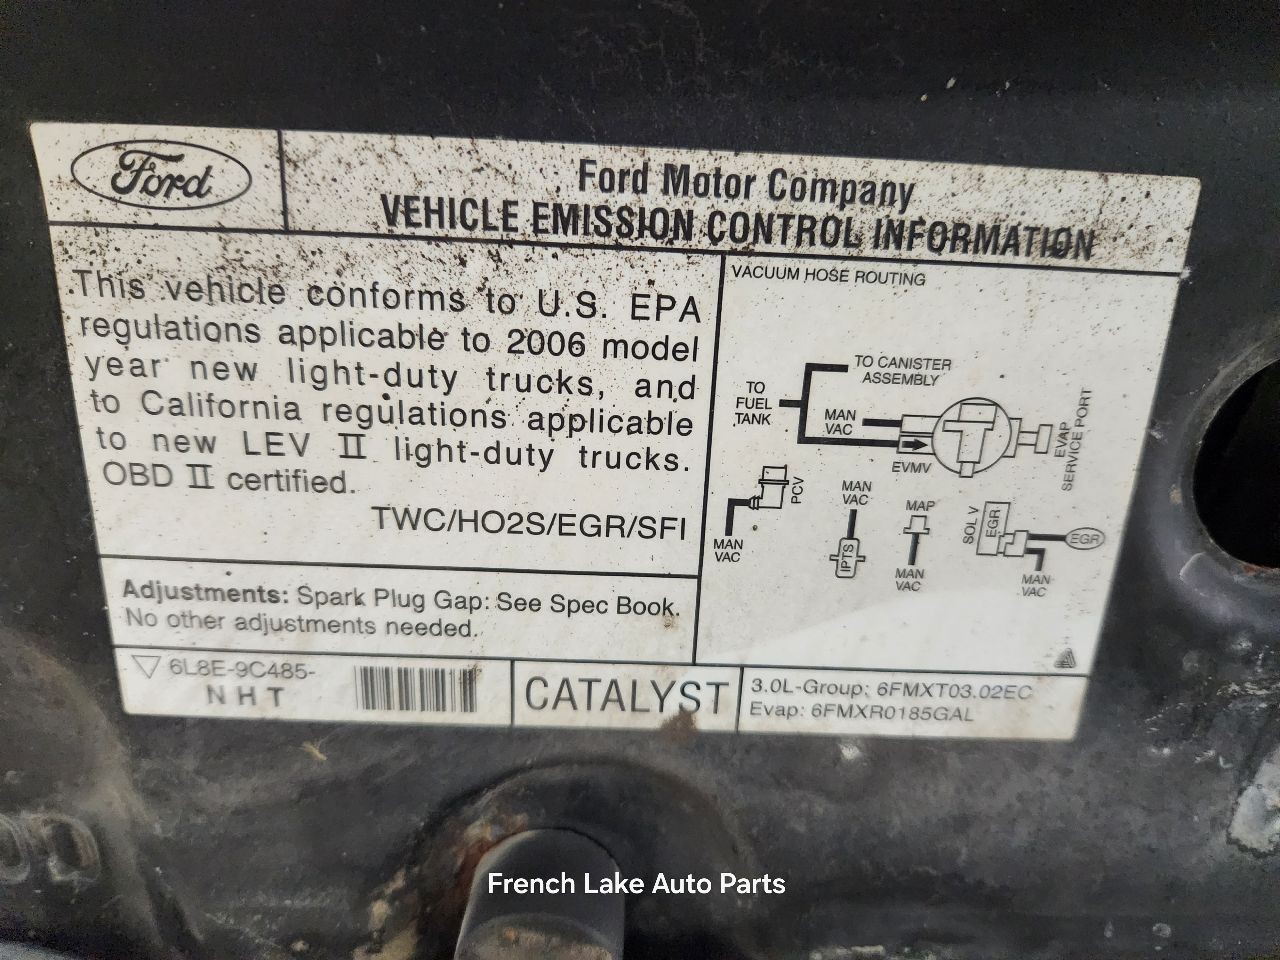 Ford
Ford Motor Company
VEHICLE EMISSION CONTROL INFORMATION
This vehicle conforms to U.S. EPA
regulations applicable to 2006 model
year new light-duty trucks, and
to California regulations applicable
to new LEV II light-duty trucks.
OBD II certified.
TWC/HO2S/EGR/SFI
Adjustments: Spark Plug Gap: See Spec Book.
No other adjustments needed.
6L8E-9C485-
NHT
CATALYST
VACUUM HOSE ROUTING
TO CANISTER
ASSEMBLY
TO
FUEL
TANK
MAN
VAC
EVMV
EVAP
SERVICE PORT
PCV
MAN
VAC
MAN
VAC
IPTS
MAP
MAN
VAC
SOL V
EGR
EGR
MAN
VAC
3.0L-Group: 6FMXT03.02EC
Evap: 6FMXR0185GAL
French Lake Auto Parts